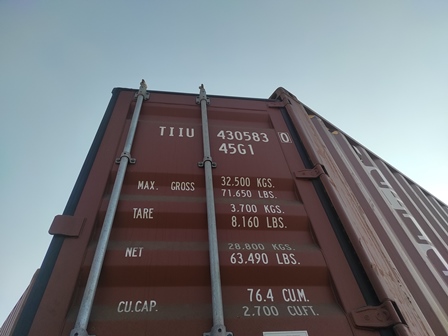 TIIU 430583 0
45G1
MAX. GROSS 32.500 KGS.
71.650 LBS.
TARE 3.700 KGS.
8.160 LBS.
NET 28.800 KGS.
63.490 LBS.
CU.CAP. 76.4 CU.M.
2.700 CU.FT.